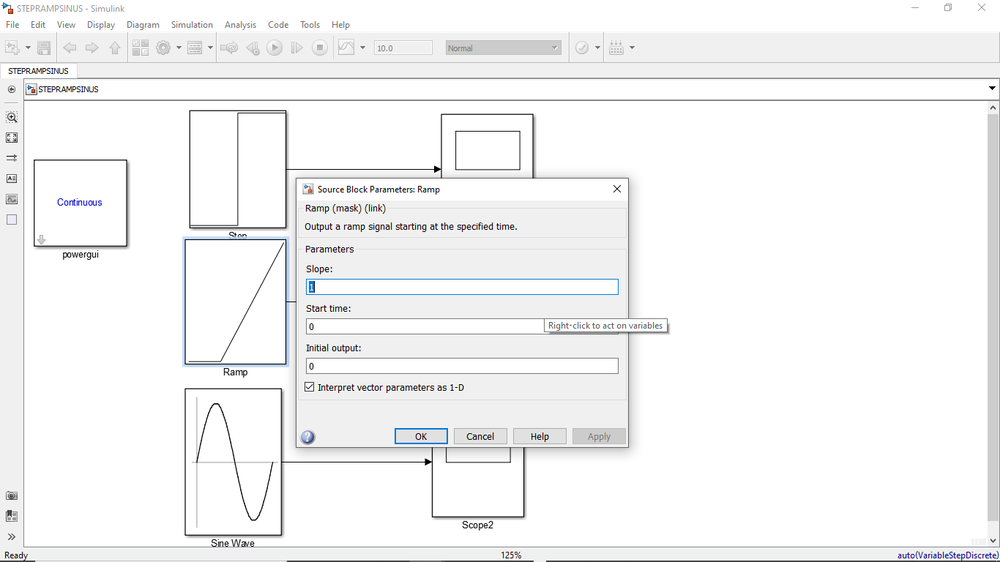 STEPRAMPSINUS - Simulink
File Edit View Display Diagram Simulation Analysis Code Tools Help
10.0 Normal
STEPRAMPSINUS
STEPRAMPSINUS
Continuous
powergui
Step
Ramp
Sine Wave
Scope2
Source Block Parameters: Ramp
Ramp (mask) (link)
Output a ramp signal starting at the specified time.
Parameters
Slope:
1
Start time:
0
Right-click to act on variables
Initial output:
0
Interpret vector parameters as 1-D
OK Cancel Help Apply
Ready 125% auto(VariableStepDiscrete)